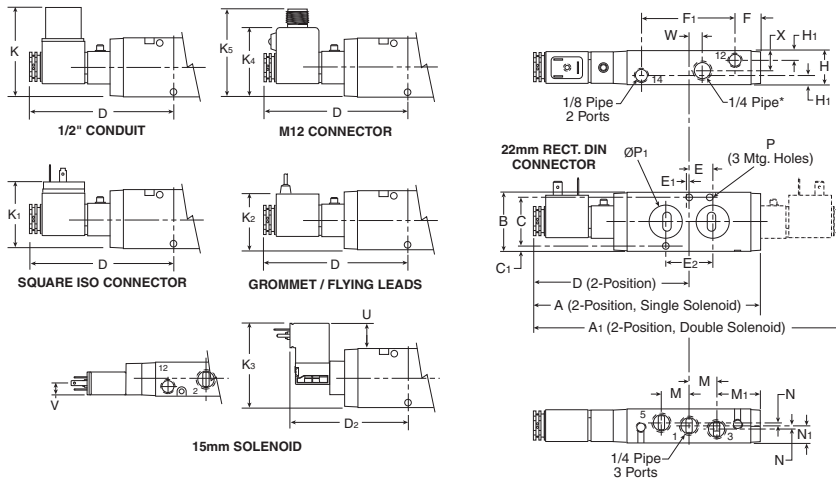 K
D
1/2" CONDUIT
K5
K4
D
M12 CONNECTOR
K1
D
SQUARE ISO CONNECTOR
K2
D
GROMMET / FLYING LEADS
12
2
V
U
K3
D2
15mm SOLENOID
F1
F
W
X
H1
12
H
14
H1
1/8 Pipe
2 Ports
1/4 Pipe*
22mm RECT. DIN
CONNECTOR
P
(3 Mtg. Holes)
ØP1
E
E1
B
C
C1
E2
D (2-Position)
A (2-Position, Single Solenoid)
A1 (2-Position, Double Solenoid)
M
M
M1
N
5
1
3
N1
N
1/4 Pipe
3 Ports